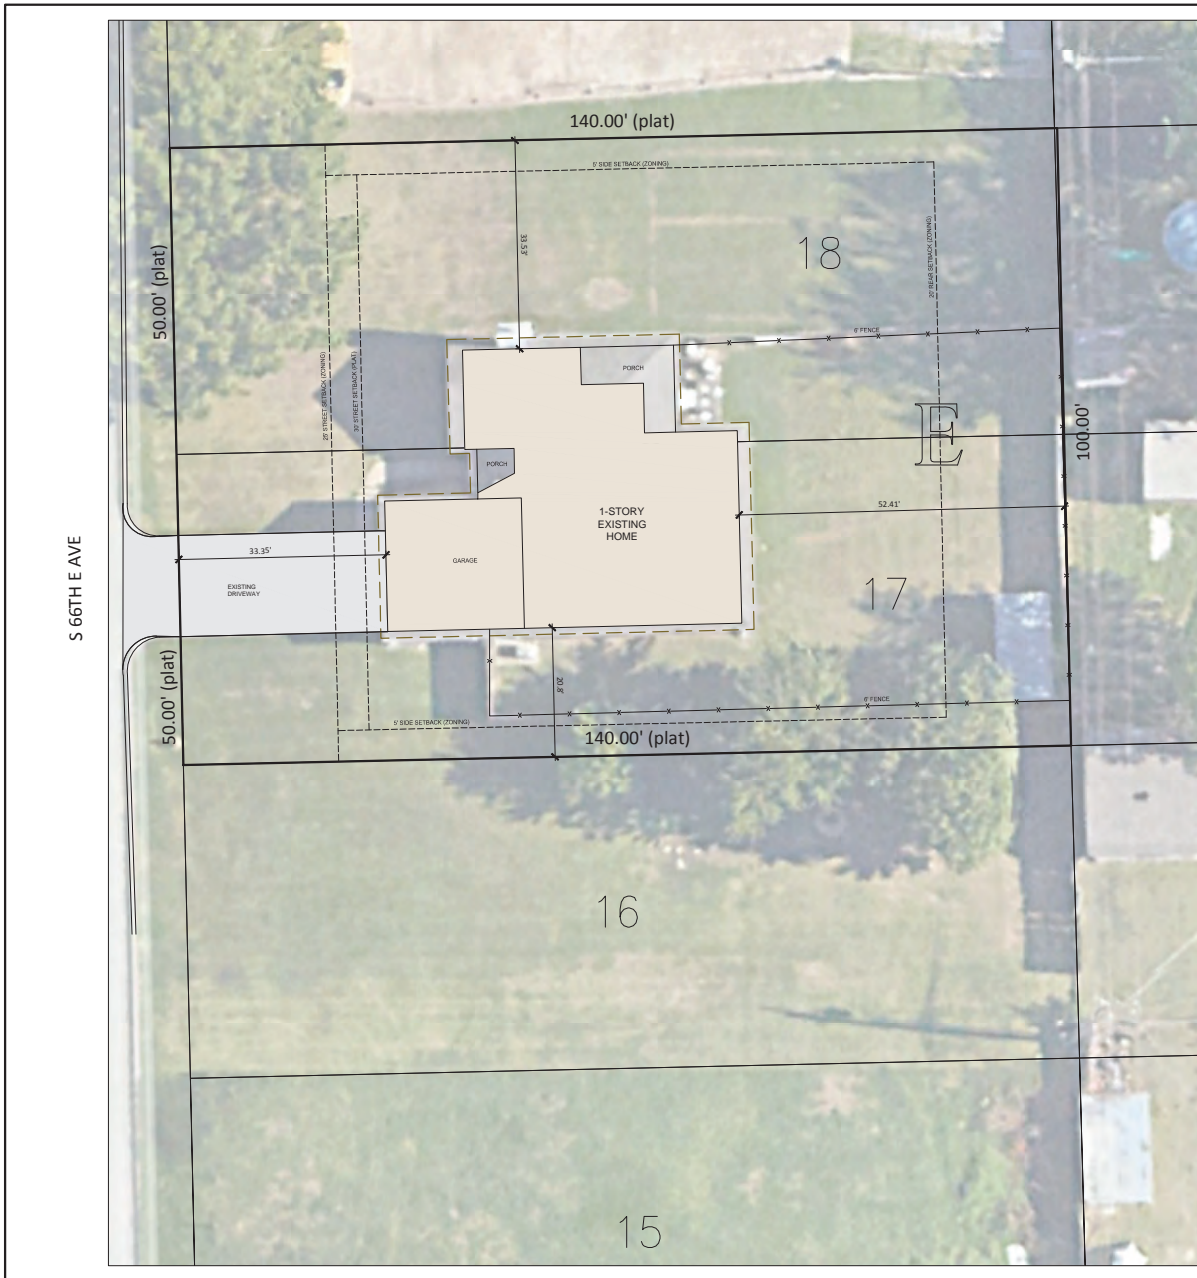 140.00' (plat)
5' SIDE SETBACK (ZONING)
33.53'
18
50.00' (plat)
20' REAR SETBACK (ZONING)
6' FENCE
25' STREET SETBACK (ZONING)
30' STREET SETBACK (PLAT)
PORCH
E
100.00'
PORCH
52.41'
1-STORY
EXISTING
HOME
S 66TH E AVE
33.35'
GARAGE
EXISTING
DRIVEWAY
17
50.00' (plat)
20.8'
6' FENCE
5' SIDE SETBACK (ZONING)
140.00' (plat)
16
15